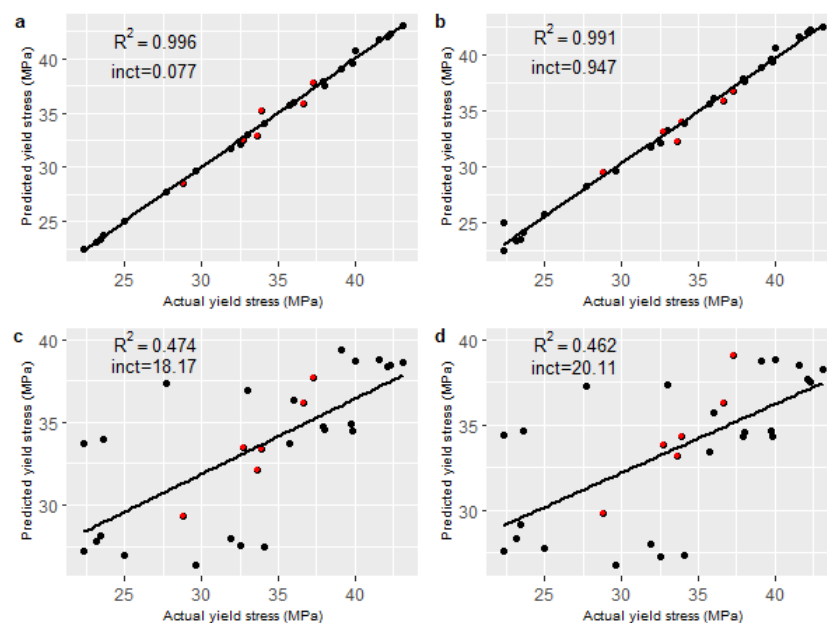 a
R² = 0.996
inct=0.077
Predicted yield stress (MPa)
40
35
30
25
25 30 35 40
Actual yield stress (MPa)
b
R² = 0.991
inct=0.947
Predicted yield stress (MPa)
40
35
30
25
25 30 35 40
Actual yield stress (MPa)
c
R² = 0.474
inct=18.17
Predicted yield stress (MPa)
40
35
30
25 30 35 40
Actual yield stress (MPa)
d
R² = 0.462
inct=20.11
Predicted yield stress (MPa)
40
35
30
25 30 35 40
Actual yield stress (MPa)